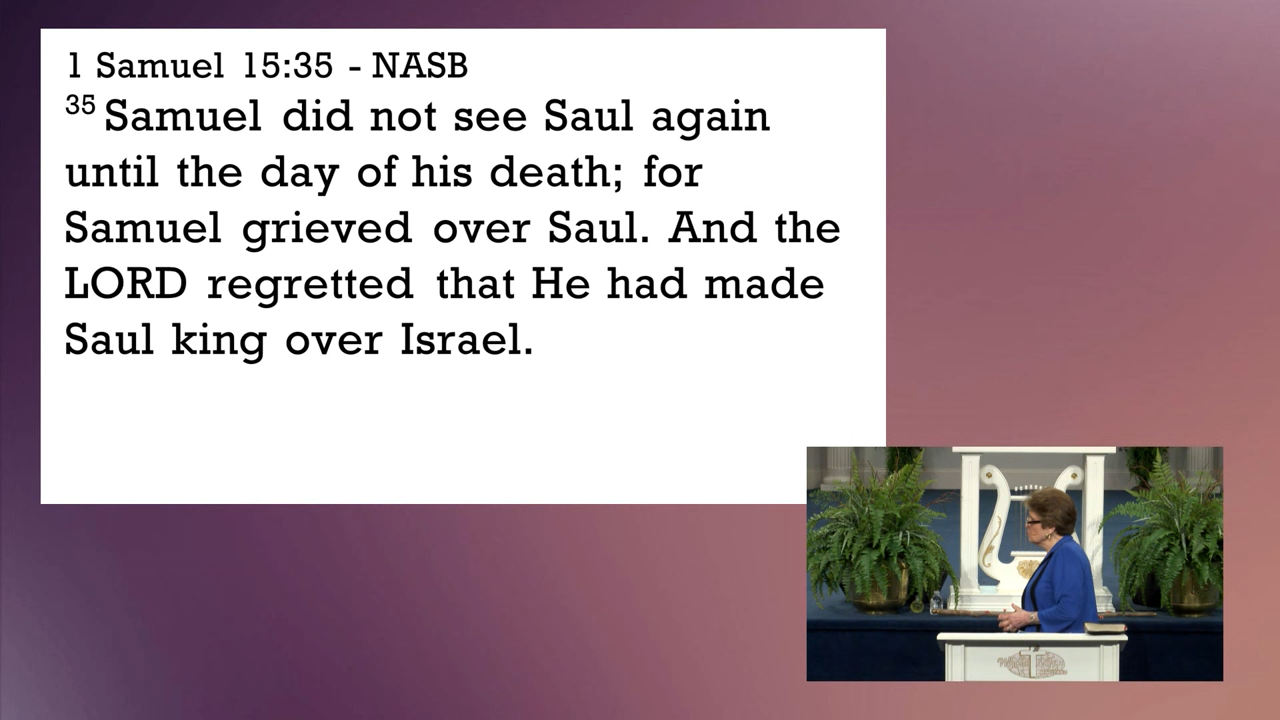 1 Samuel 15:35 - NASB
35 Samuel did not see Saul again
until the day of his death; for
Samuel grieved over Saul. And the
LORD regretted that He had made
Saul king over Israel.